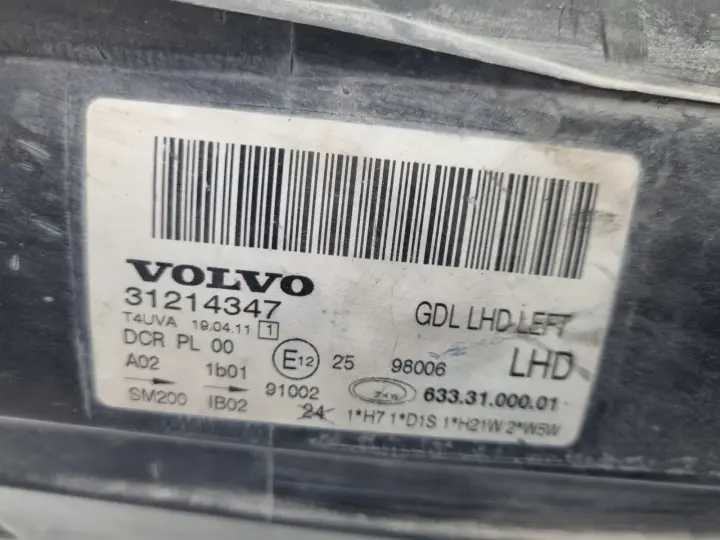 VOLVO
31214347
GDL LHD LEFT
T4UVA 19.04.11 1
DCR PL 00
E12 25 98006 LHD
A02 1b01 91002
ZKW 633.31.000.01
SM200 IB02 24 1*H7 1*D1S 1*H21W 2*W5W